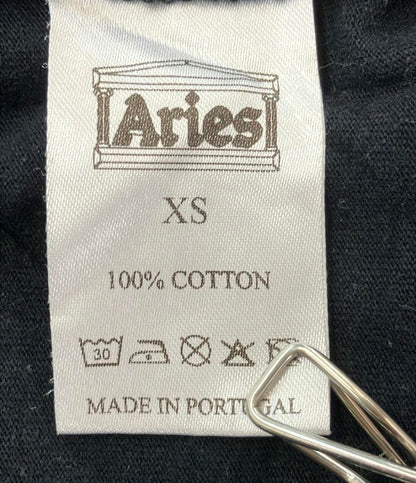 Aries
XS
100% COTTON
30
MADE IN PORTUGAL